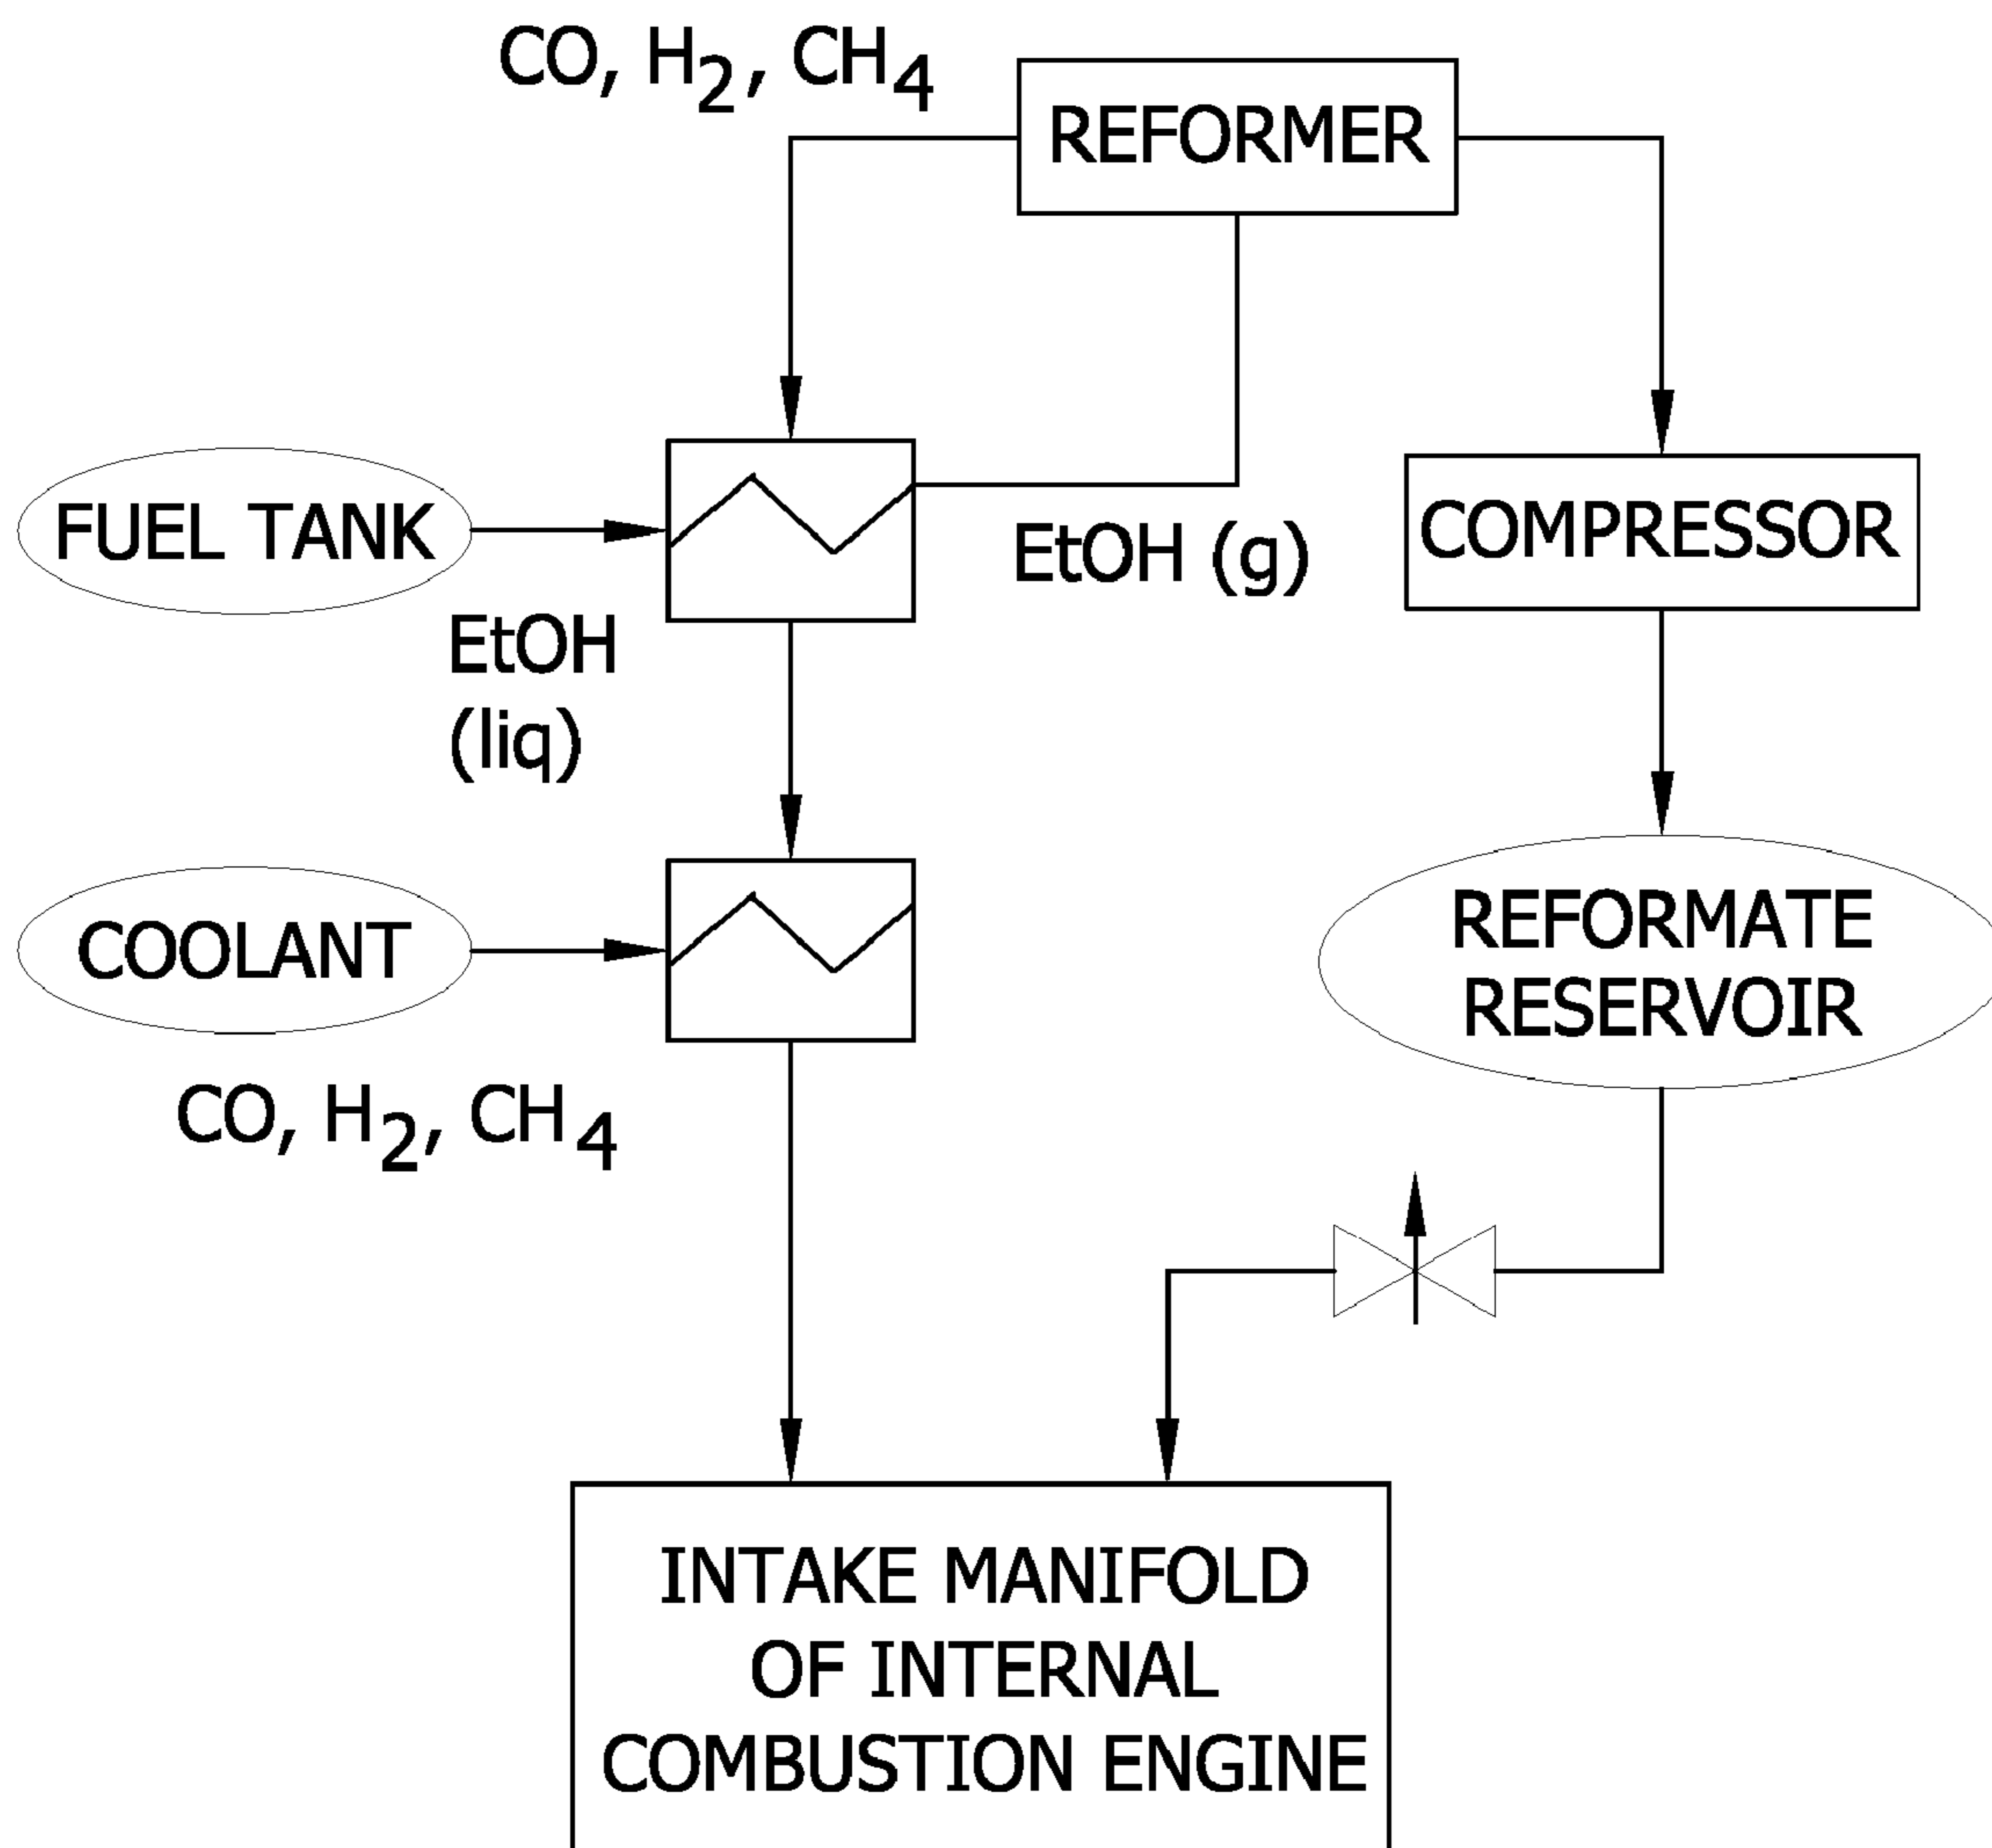 CO, H2, CH4
REFORMER
FUEL TANK
EtOH (g)
COMPRESSOR
EtOH
(liq)
COOLANT
REFORMATE
RESERVOIR
CO, H2, CH4
INTAKE MANIFOLD
OF INTERNAL
COMBUSTION ENGINE